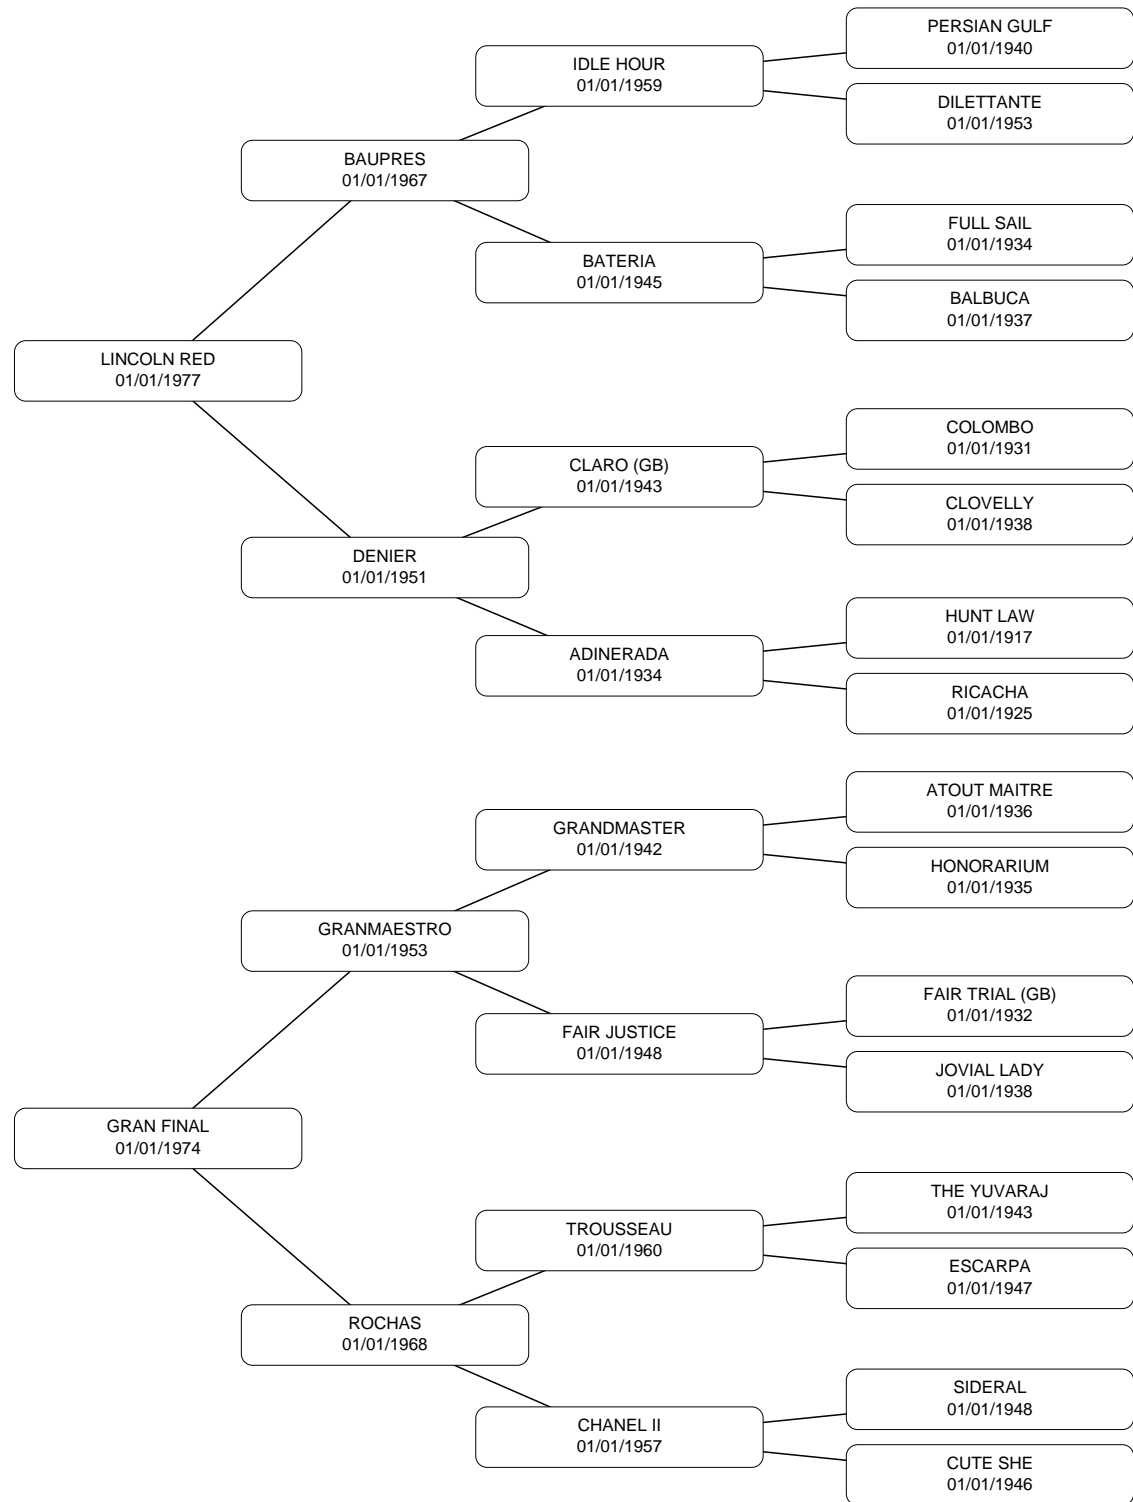 PERSIAN GULF
01/01/1940
IDLE HOUR
01/01/1959
DILETTANTE
01/01/1953
BAUPRES
01/01/1967
FULL SAIL
01/01/1934
BATERIA
01/01/1945
BALBUCA
01/01/1937
LINCOLN RED
01/01/1977
COLOMBO
01/01/1931
CLARO (GB)
01/01/1943
CLOVELLY
01/01/1938
DENIER
01/01/1951
HUNT LAW
01/01/1917
ADINERADA
01/01/1934
RICACHA
01/01/1925
ATOUT MAITRE
01/01/1936
GRANDMASTER
01/01/1942
HONORARIUM
01/01/1935
GRANMAESTRO
01/01/1953
FAIR TRIAL (GB)
01/01/1932
FAIR JUSTICE
01/01/1948
JOVIAL LADY
01/01/1938
GRAN FINAL
01/01/1974
THE YUVARAJ
01/01/1943
TROUSSEAU
01/01/1960
ESCARPA
01/01/1947
ROCHAS
01/01/1968
SIDERAL
01/01/1948
CHANEL II
01/01/1957
CUTE SHE
01/01/1946